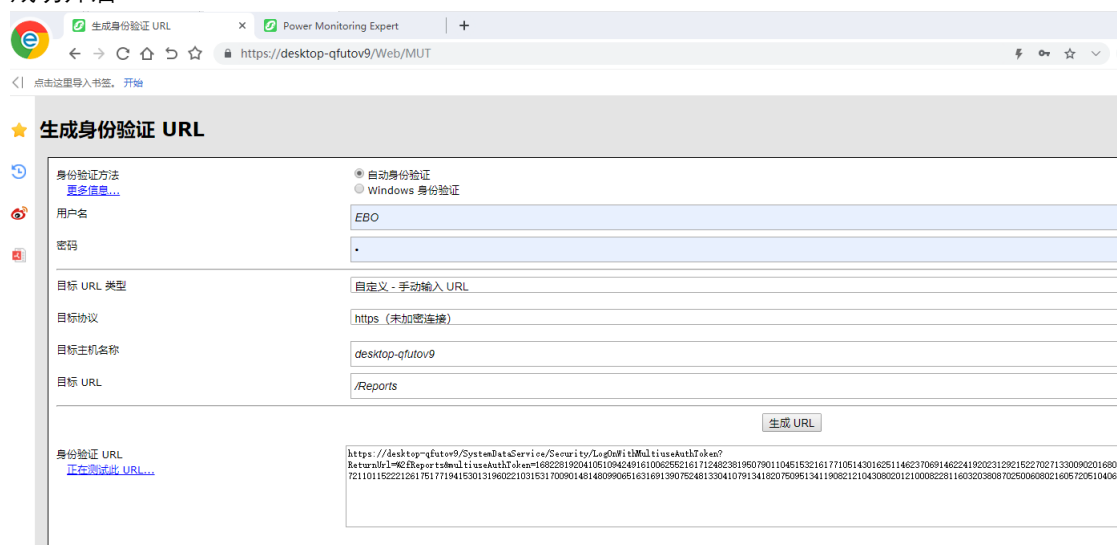 生成身份验证 URL
Power Monitoring Expert
https://desktop-qfutov9/Web/MUT
点击这里导入书签。 开始
生成身份验证 URL
身份验证方法
自动身份验证
更多信息...
Windows 身份验证
用户名
EBO
密码
目标 URL 类型
自定义 - 手动输入 URL
目标协议
https（未加密连接）
目标主机名称
desktop-qfutov9
目标 URL
/Reports
生成 URL
身份验证 URL
正在测试此 URL...
https://desktop-qfutov9/SystemDataService/Security/LogOnWithMultiuseAuthToken?